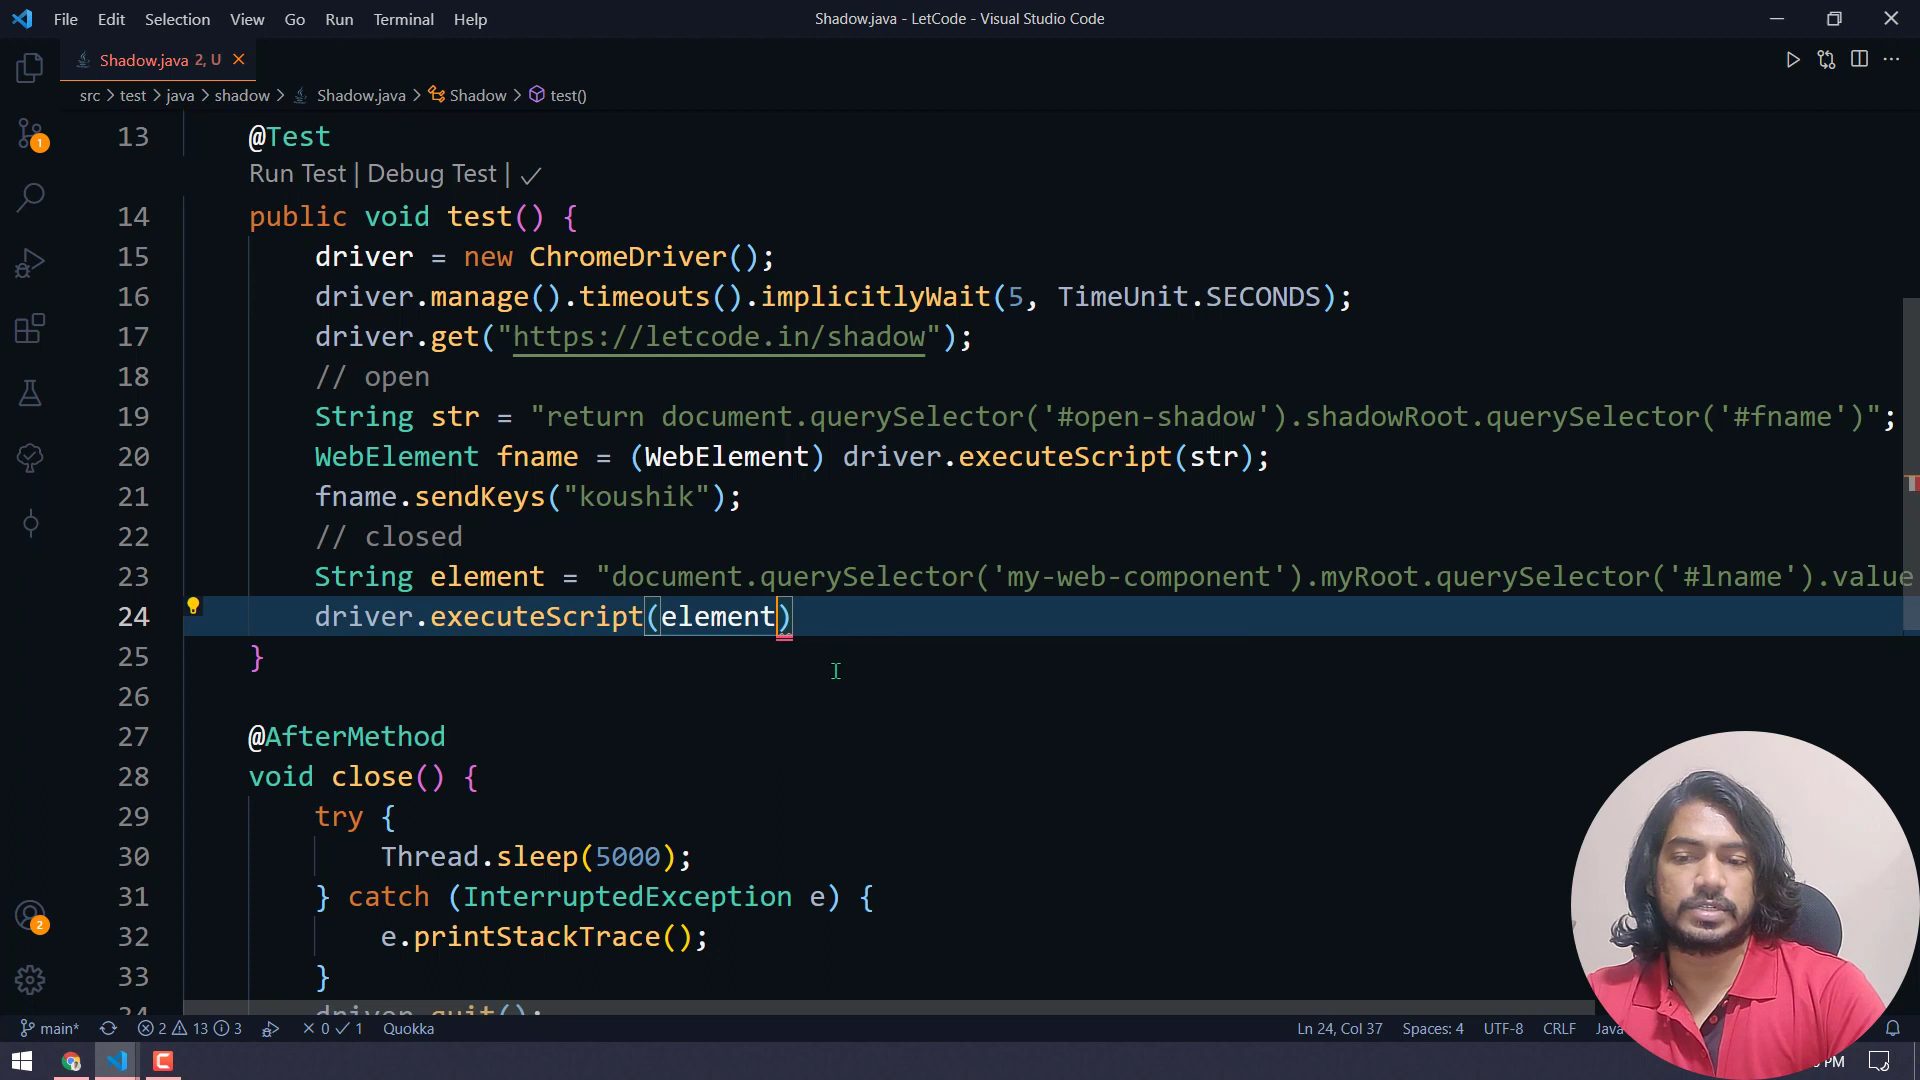 File Edit Selection View Go Run Terminal Help Shadow.java - LetCode - Visual Studio Code
Shadow.java 2, U
src > test > java > shadow > Shadow.java > Shadow > test()
13 @Test
Run Test | Debug Test | ✓
14 public void test() {
15 driver = new ChromeDriver();
16 driver.manage().timeouts().implicitlyWait(5, TimeUnit.SECONDS);
17 driver.get("https://letcode.in/shadow");
18 // open
19 String str = "return document.querySelector('#open-shadow').shadowRoot.querySelector('#fname')";
20 WebElement fname = (WebElement) driver.executeScript(str);
21 fname.sendKeys("koushik");
22 // closed
23 String element = "document.querySelector('my-web-component').myRoot.querySelector('#lname').value
24 driver.executeScript(element)
25 }
26
27 @AfterMethod
28 void close() {
29 try {
30 Thread.sleep(5000);
31 } catch (InterruptedException e) {
32 e.printStackTrace();
33 }
34 driver.quit();
1
2
main* 2 13 3 0 ✓ 1 Quokka Ln 24, Col 37 Spaces: 4 UTF-8 CRLF Java
PM